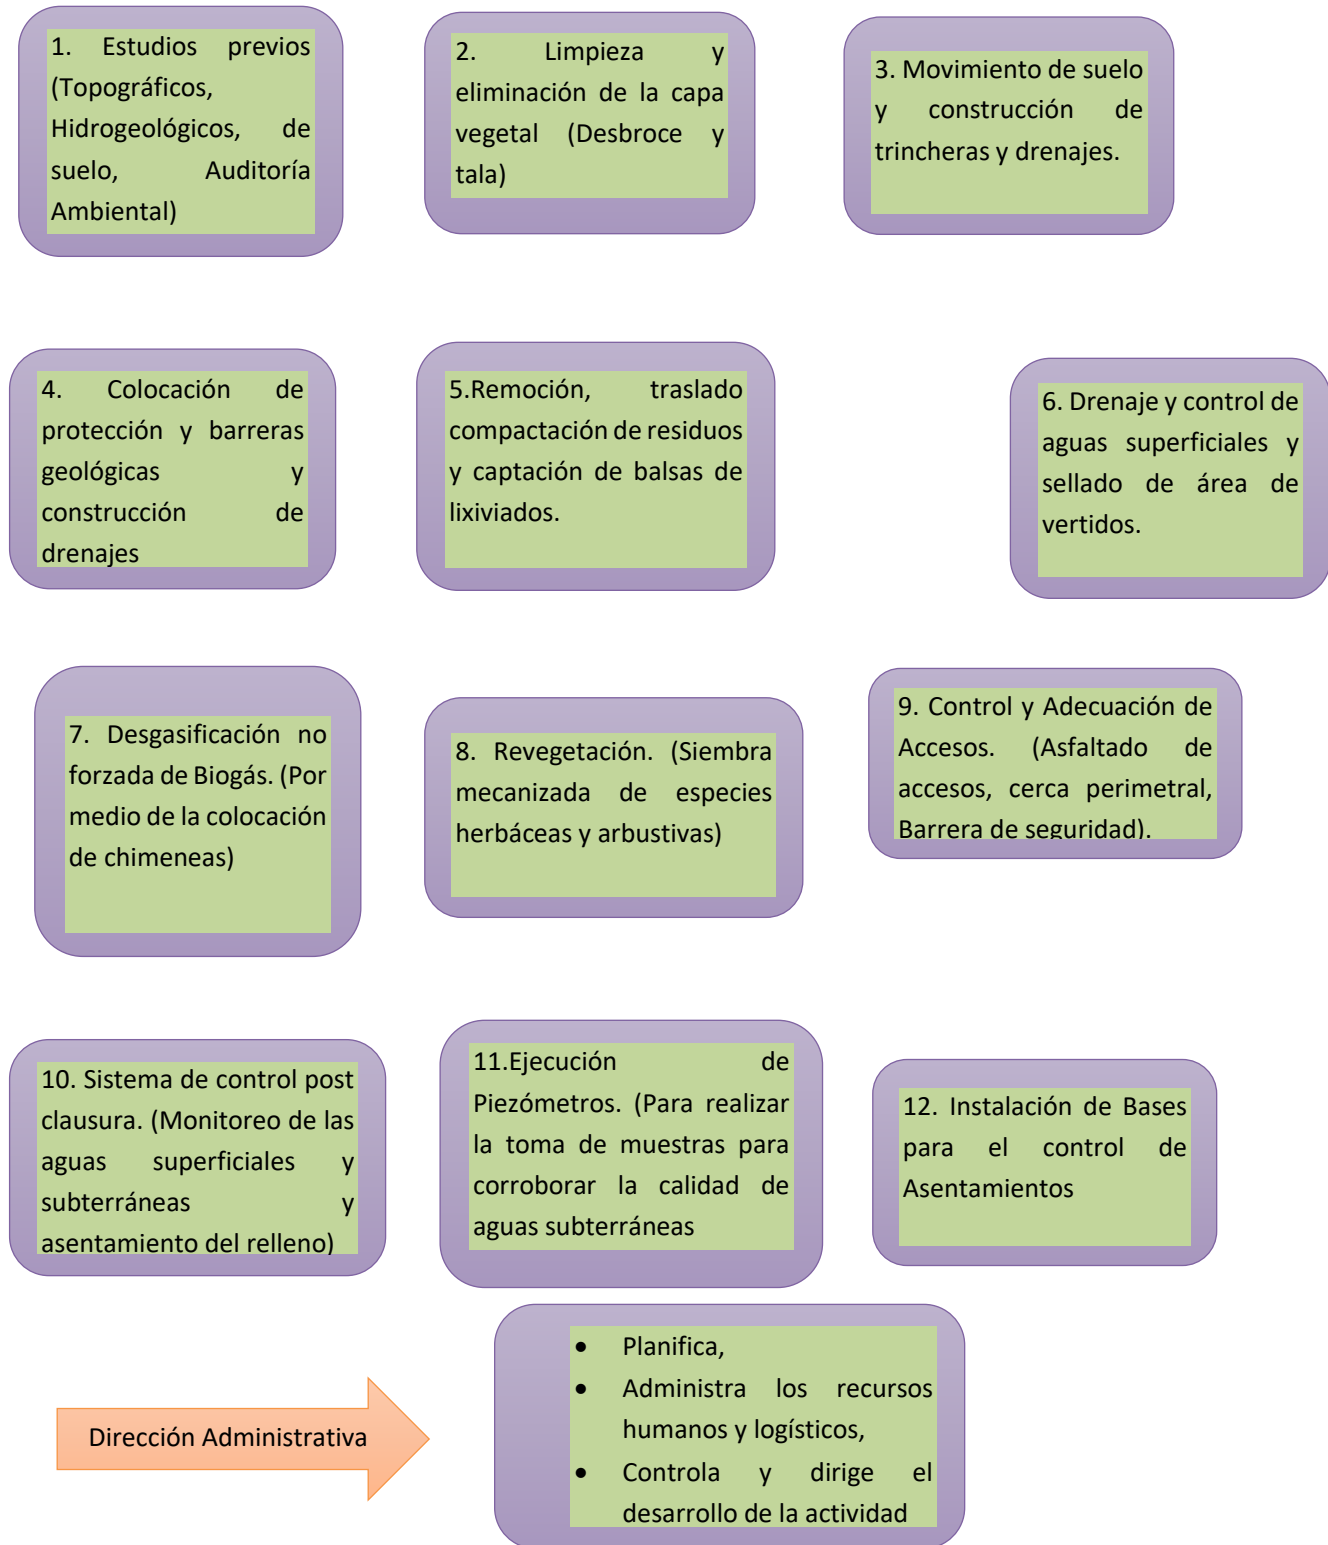 1. Estudios previos
(Topográficos,
Hidrogeológicos, de
suelo, Auditoría
Ambiental)
2. Limpieza y
eliminación de la capa
vegetal (Desbroce y
tala)
3. Movimiento de suelo
y construcción de
trincheras y drenajes.
4. Colocación de
protección y barreras
geológicas y
construcción de
drenajes
5.Remoción, traslado
compactación de residuos
y captación de balsas de
lixiviados.
6. Drenaje y control de
aguas superficiales y
sellado de área de
vertidos.
7. Desgasificación no
forzada de Biogás. (Por
medio de la colocación
de chimeneas)
8. Revegetación. (Siembra
mecanizada de especies
herbáceas y arbustivas)
9. Control y Adecuación de
Accesos. (Asfaltado de
accesos, cerca perimetral,
Barrera de seguridad).
10. Sistema de control post
clausura. (Monitoreo de las
aguas superficiales y
subterráneas y
asentamiento del relleno)
11.Ejecución de
Piezómetros. (Para realizar
la toma de muestras para
corroborar la calidad de
aguas subterráneas
12. Instalación de Bases
para el control de
Asentamientos
Dirección Administrativa
• Planifica,
• Administra los recursos
humanos y logísticos,
• Controla y dirige el
desarrollo de la actividad